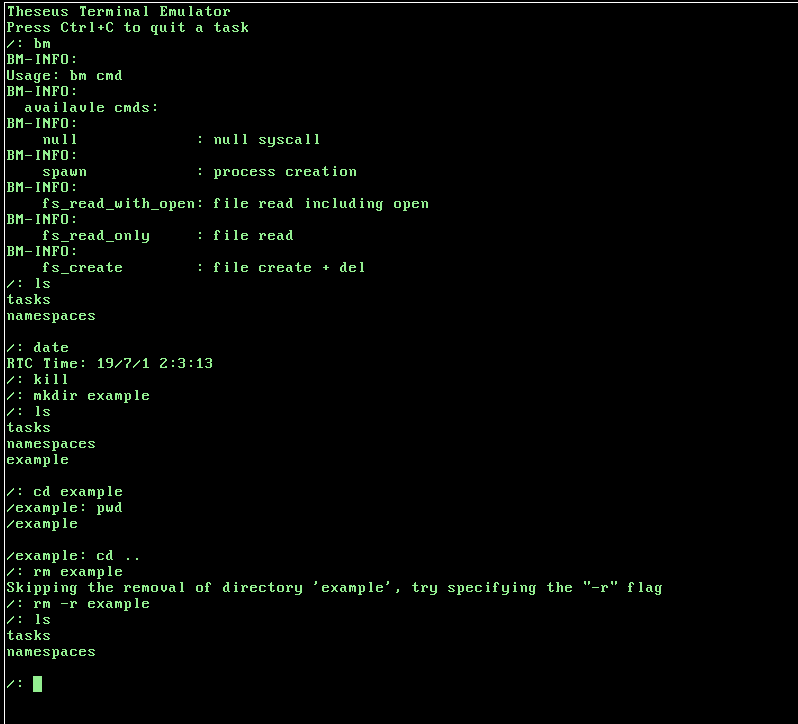 Theseus Terminal Emulator
Press Ctrl+C to quit a task
/: bm
BM-INFO:
Usage: bm cmd
BM-INFO:
  availavle cmds:
BM-INFO:
    null             : null syscall
BM-INFO:
    spawn            : process creation
BM-INFO:
    fs_read_with_open: file read including open
BM-INFO:
    fs_read_only     : file read
BM-INFO:
    fs_create        : file create + del
/: ls
tasks
namespaces

/: date
RTC Time: 19/7/1 2:3:13
/: kill
/: mkdir example
/: ls
tasks
namespaces
example

/: cd example
/example: pwd
/example

/example: cd ..
/: rm example
Skipping the removal of directory 'example', try specifying the "-r" flag
/: rm -r example
/: ls
tasks
namespaces

/: